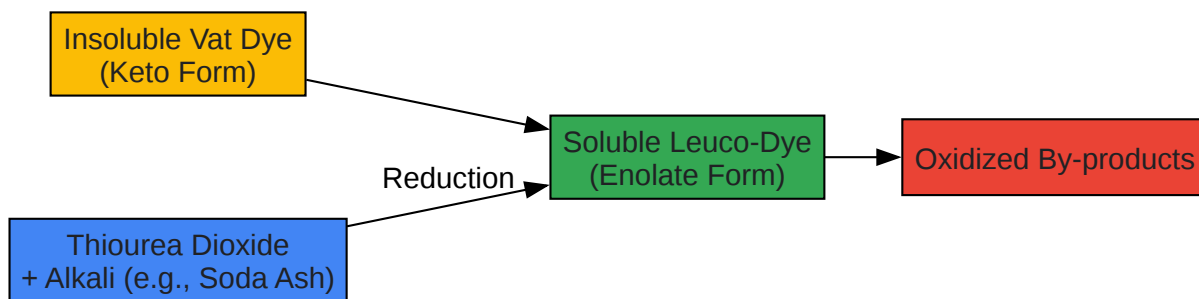 Insoluble Vat Dye
(Keto Form)
Thiourea Dioxide
+ Alkali (e.g., Soda Ash)
Reduction
Soluble Leuco-Dye
(Enolate Form)
Oxidized By-products